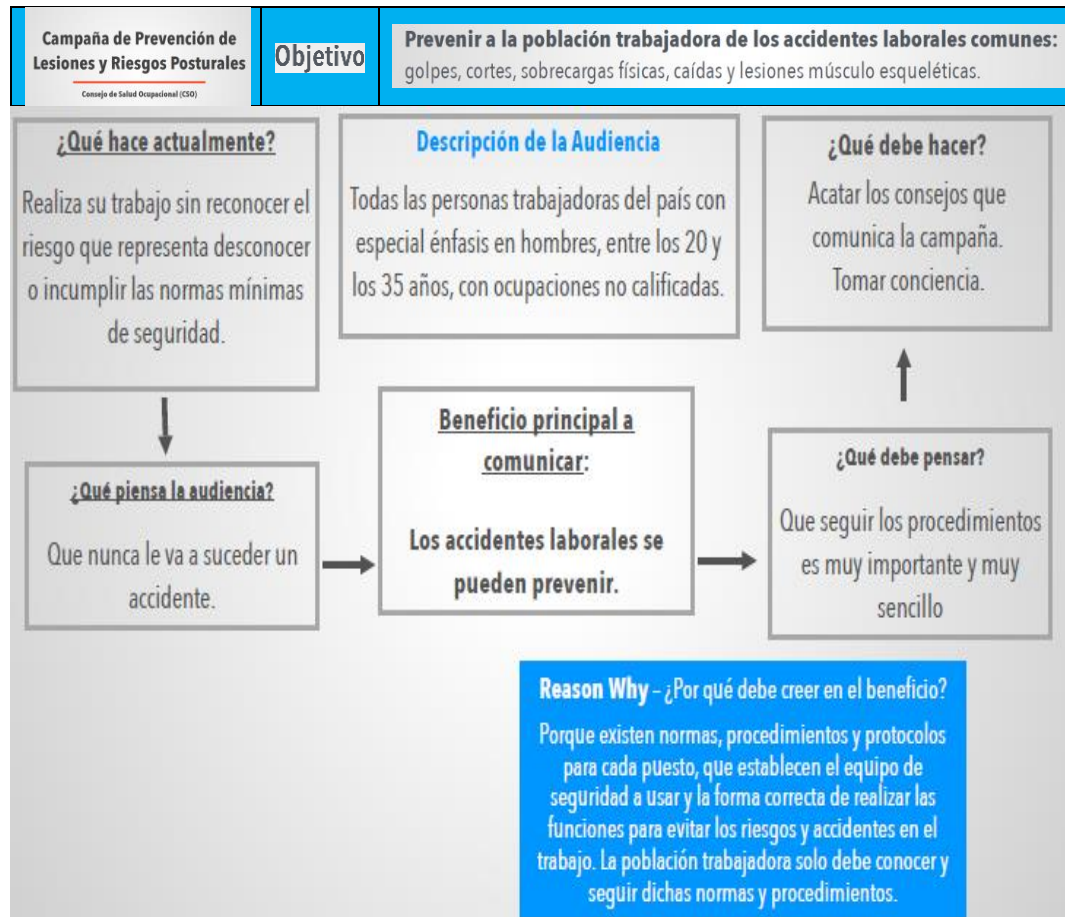 Campaña de Prevención de
Lesiones y Riesgos Posturales
Consejo de Salud Ocupacional (CSO)
Objetivo
Prevenir a la población trabajadora de los accidentes laborales comunes:
golpes, cortes, sobrecargas físicas, caídas y lesiones músculo esqueléticas.
¿Qué hace actualmente?
Realiza su trabajo sin reconocer el
riesgo que representa desconocer
o incumplir las normas mínimas
de seguridad.
Descripción de la Audiencia
Todas las personas trabajadoras del país con
especial énfasis en hombres, entre los 20 y
los 35 años, con ocupaciones no calificadas.
¿Qué debe hacer?
Acatar los consejos que
comunica la campaña.
Tomar conciencia.
¿Qué piensa la audiencia?
Que nunca le va a suceder un
accidente.
Beneficio principal a
comunicar:
Los accidentes laborales se
pueden prevenir.
¿Qué debe pensar?
Que seguir los procedimientos
es muy importante y muy
sencillo
Reason Why – ¿Por qué debe creer en el beneficio?
Porque existen normas, procedimientos y protocolos
para cada puesto, que establecen el equipo de
seguridad a usar y la forma correcta de realizar las
funciones para evitar los riesgos y accidentes en el
trabajo. La población trabajadora solo debe conocer y
seguir dichas normas y procedimientos.